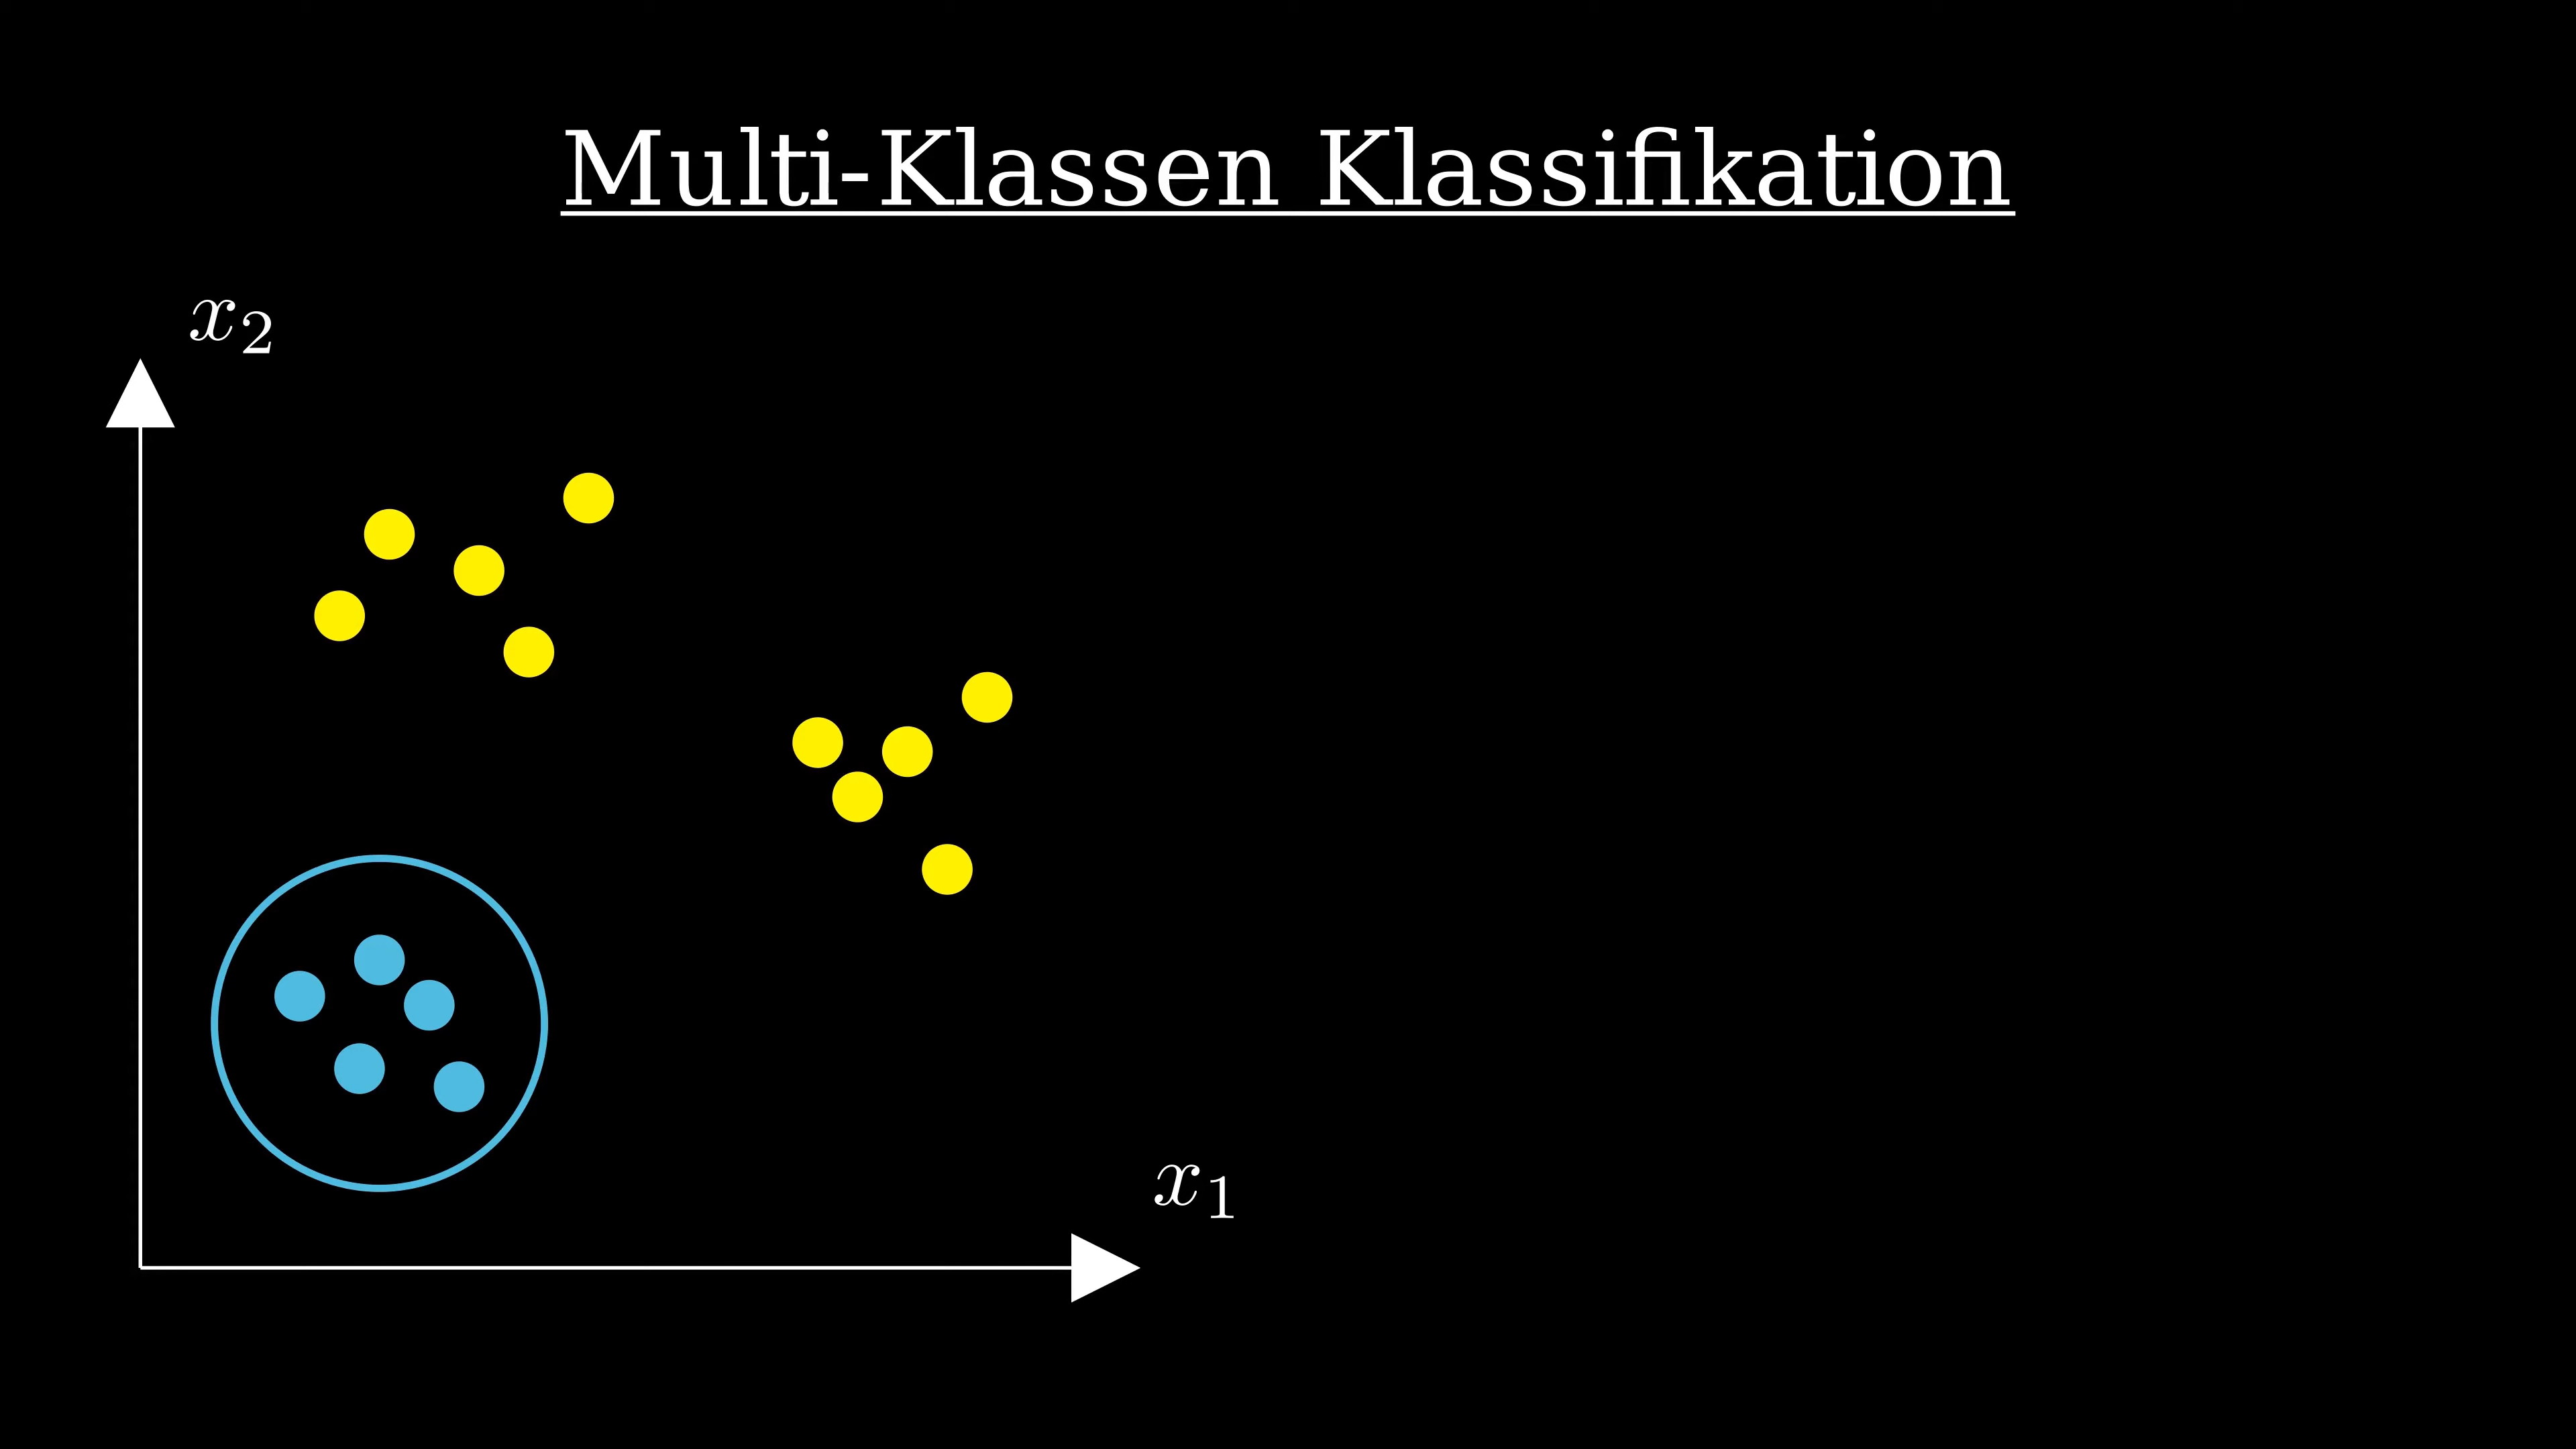 Multi-Klassen Klassifikation
x₂
x₁